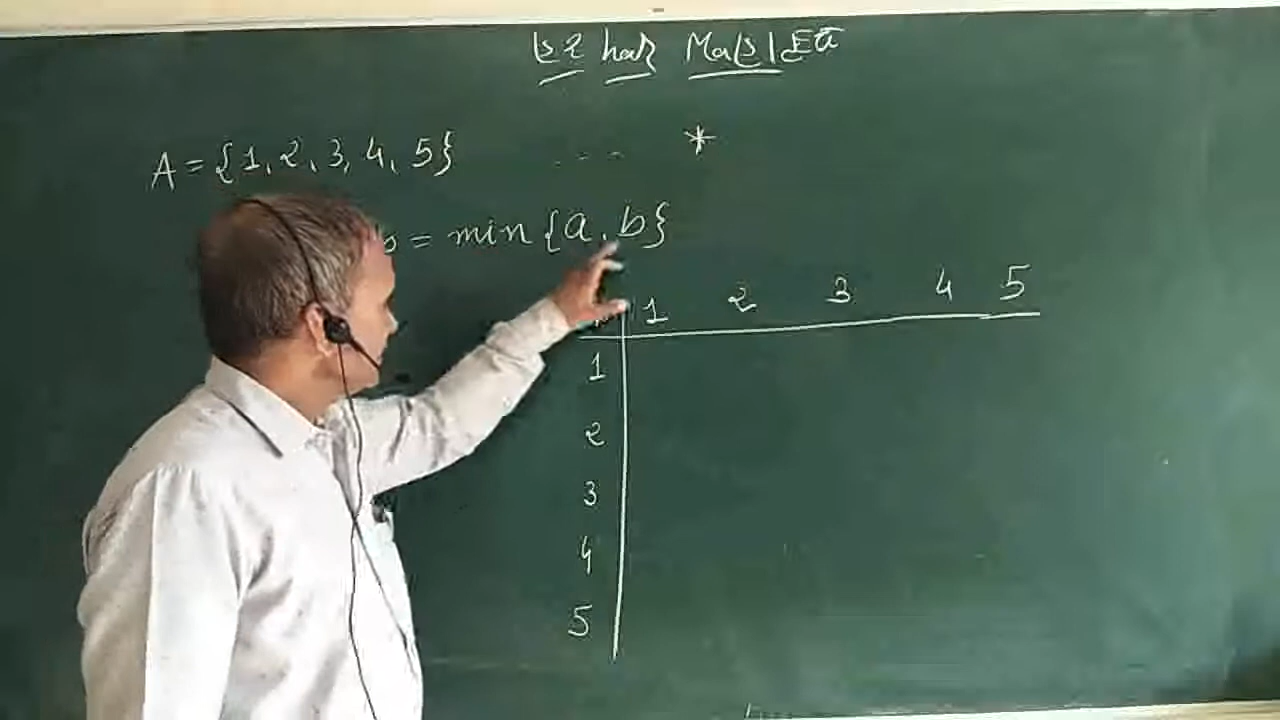 A = {1, 2, 3, 4, 5} --- *
b = min {a, b}
1 2 3 4 5
1
2
3
4
5